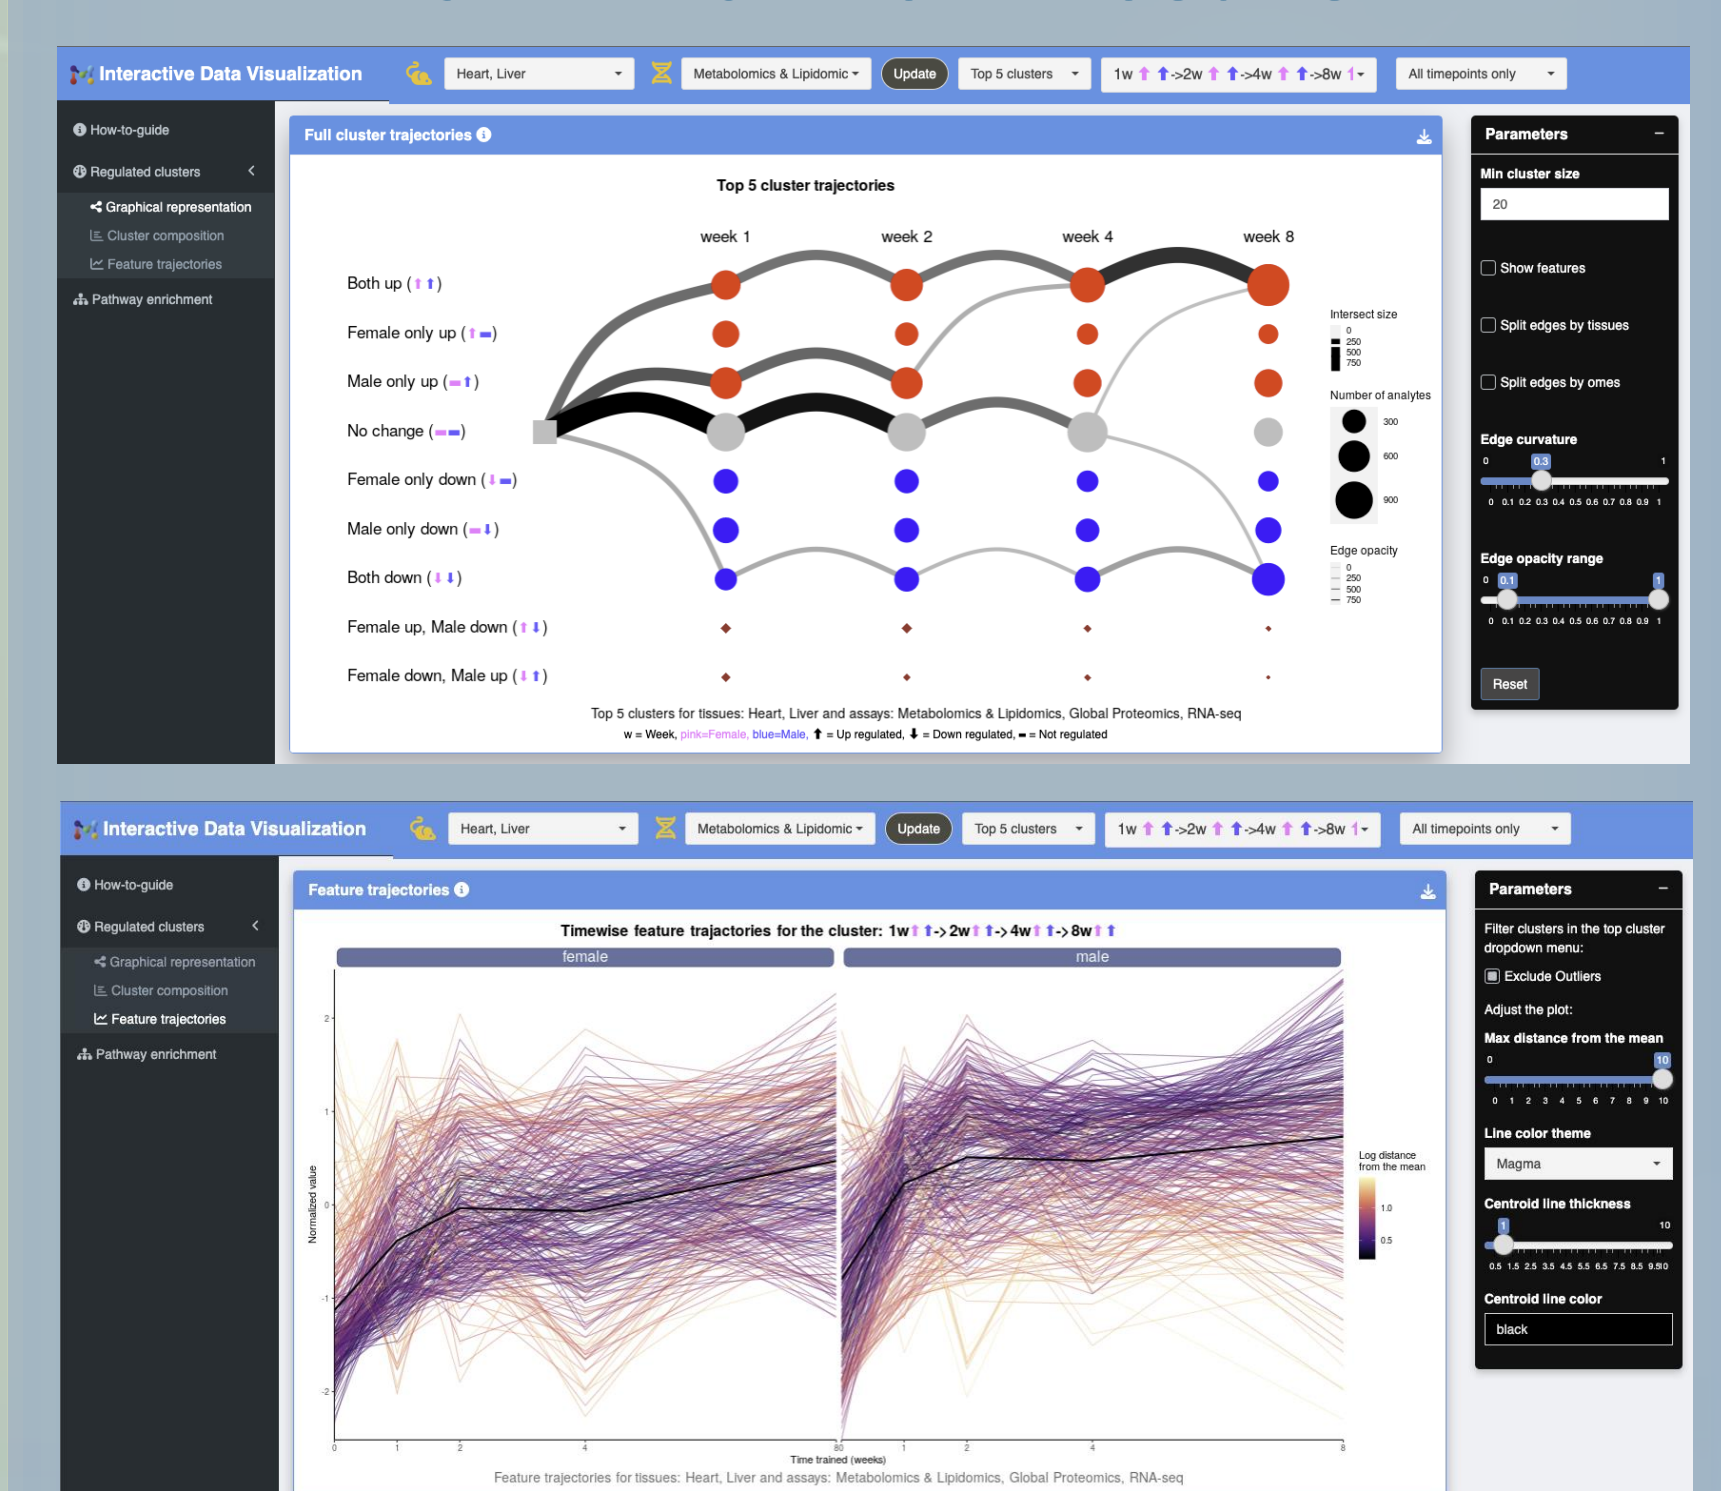 Interactive Data Visualization
Heart, Liver
Metabolomics & Lipidomic
Update
Top 5 clusters
1w ⬆ ⬆->2w ⬆ ⬆->4w ⬆ ⬆->8w
All timepoints only
How-to-guide
Regulated clusters
Graphical representation
Cluster composition
Feature trajectories
Pathway enrichment
Full cluster trajectories
Top 5 cluster trajectories
week 1 week 2 week 4 week 8
Both up (⬆⬆)
Female only up (⬆▬)
Male only up (▬⬆)
No change (▬▬)
Female only down (⬇▬)
Male only down (▬⬇)
Both down (⬇⬇)
Female up, Male down (⬆⬇)
Female down, Male up (⬇⬆)
Intersect size
0
250
500
750
Number of analytes
300
600
900
Edge opacity
0
250
500
750
Top 5 clusters for tissues: Heart, Liver and assays: Metabolomics & Lipidomics, Global Proteomics, RNA-seq
w = Week, pink=Female, blue=Male, ⬆ = Up regulated, ⬇ = Down regulated, ▬ = Not regulated
Parameters
Min cluster size
20
Show features
Split edges by tissues
Split edges by omes
Edge curvature
0 0.3 1
0 0.1 0.2 0.3 0.4 0.5 0.6 0.7 0.8 0.9 1
Edge opacity range
0 0.1 1
0 0.1 0.2 0.3 0.4 0.5 0.6 0.7 0.8 0.9 1
Reset
Interactive Data Visualization
Heart, Liver
Metabolomics & Lipidomic
Update
Top 5 clusters
1w ⬆ ⬆->2w ⬆ ⬆->4w ⬆ ⬆->8w
All timepoints only
How-to-guide
Regulated clusters
Graphical representation
Cluster composition
Feature trajectories
Pathway enrichment
Feature trajectories
Timewise feature trajactories for the cluster: 1w⬆⬆->2w⬆⬆->4w⬆⬆->8w⬆⬆
female male
Normalized value
2
1
0
-1
-2
0 1 2 4 8 0 1 2 4 8
Time trained (weeks)
Feature trajectories for tissues: Heart, Liver and assays: Metabolomics & Lipidomics, Global Proteomics, RNA-seq
Log distance
from the mean
1.0
0.5
Parameters
Filter clusters in the top cluster
dropdown menu:
Exclude Outliers
Adjust the plot:
Max distance from the mean
0 10
0 1 2 3 4 5 6 7 8 9 10
Line color theme
Magma
Centroid line thickness
1 10
0.5 1.5 2.5 3.5 4.5 5.5 6.5 7.5 8.5 9.5 10
Centroid line color
black